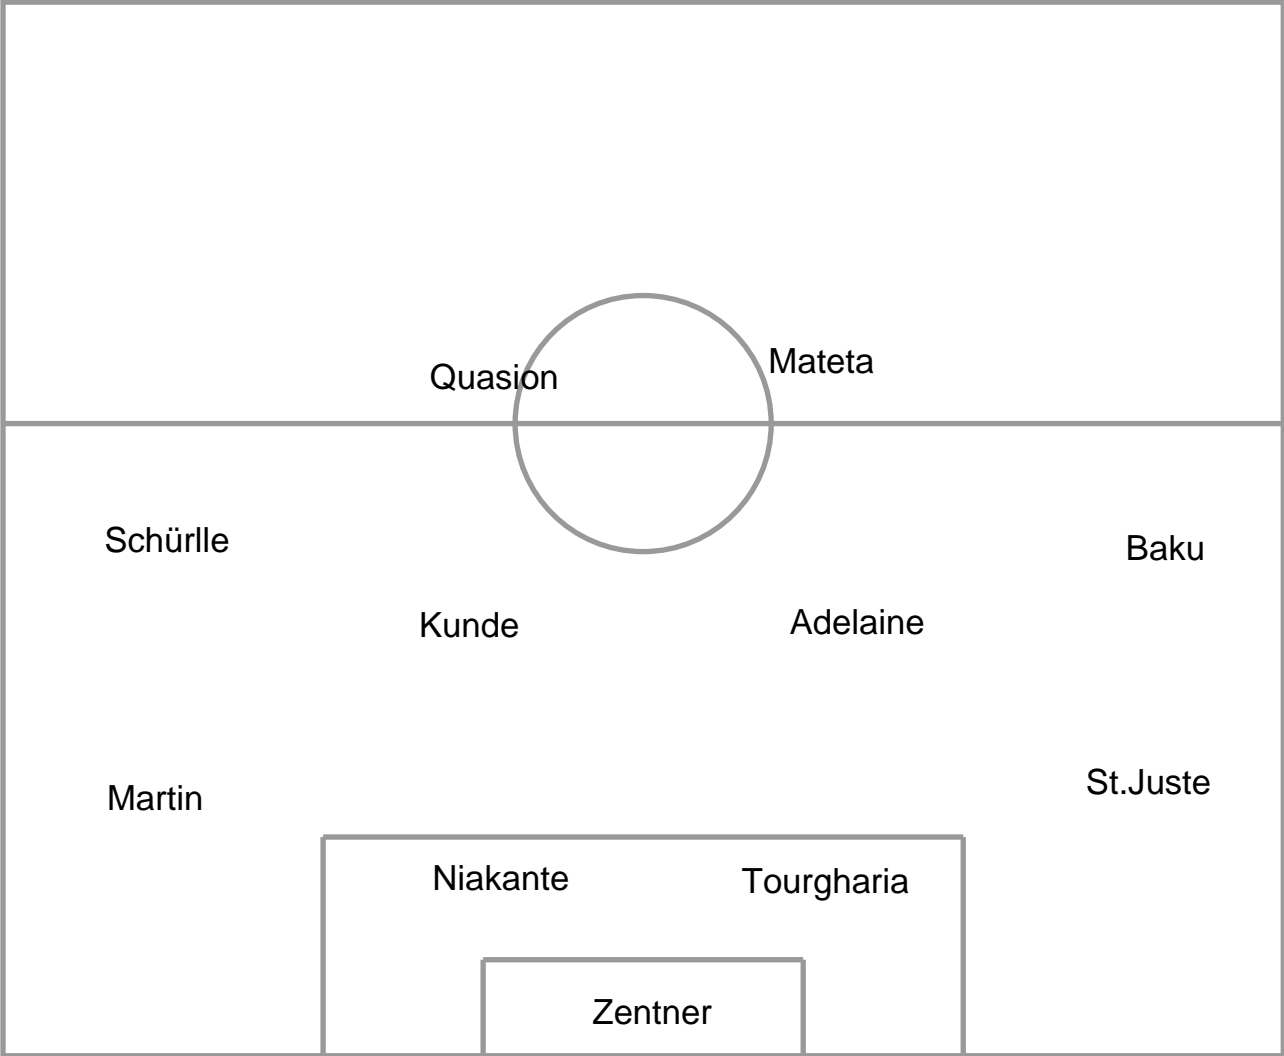 Quasion
Mateta
Schürlle
Baku
Kunde
Adelaine
Martin
St.Juste
Niakante
Tourgharia
Zentner